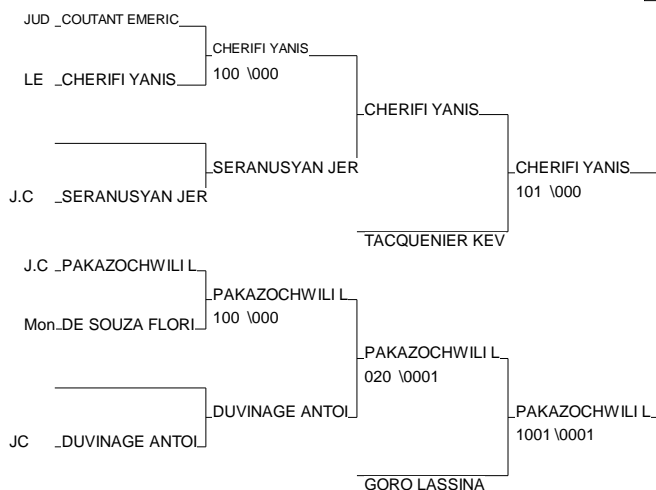 JUD COUTANT EMERIC
CHERIFI YANIS
100 \000
LE CHERIFI YANIS
CHERIFI YANIS
SERANUSYAN JER
CHERIFI YANIS
101 \000
J.C SERANUSYAN JER
TACQUENIER KEV
J.C PAKAZOCHWILI L
PAKAZOCHWILI L
100 \000
Mon DE SOUZA FLORI
PAKAZOCHWILI L
020 \0001
DUVINAGE ANTOI
PAKAZOCHWILI L
1001 \0001
JC DUVINAGE ANTOI
GORO LASSINA